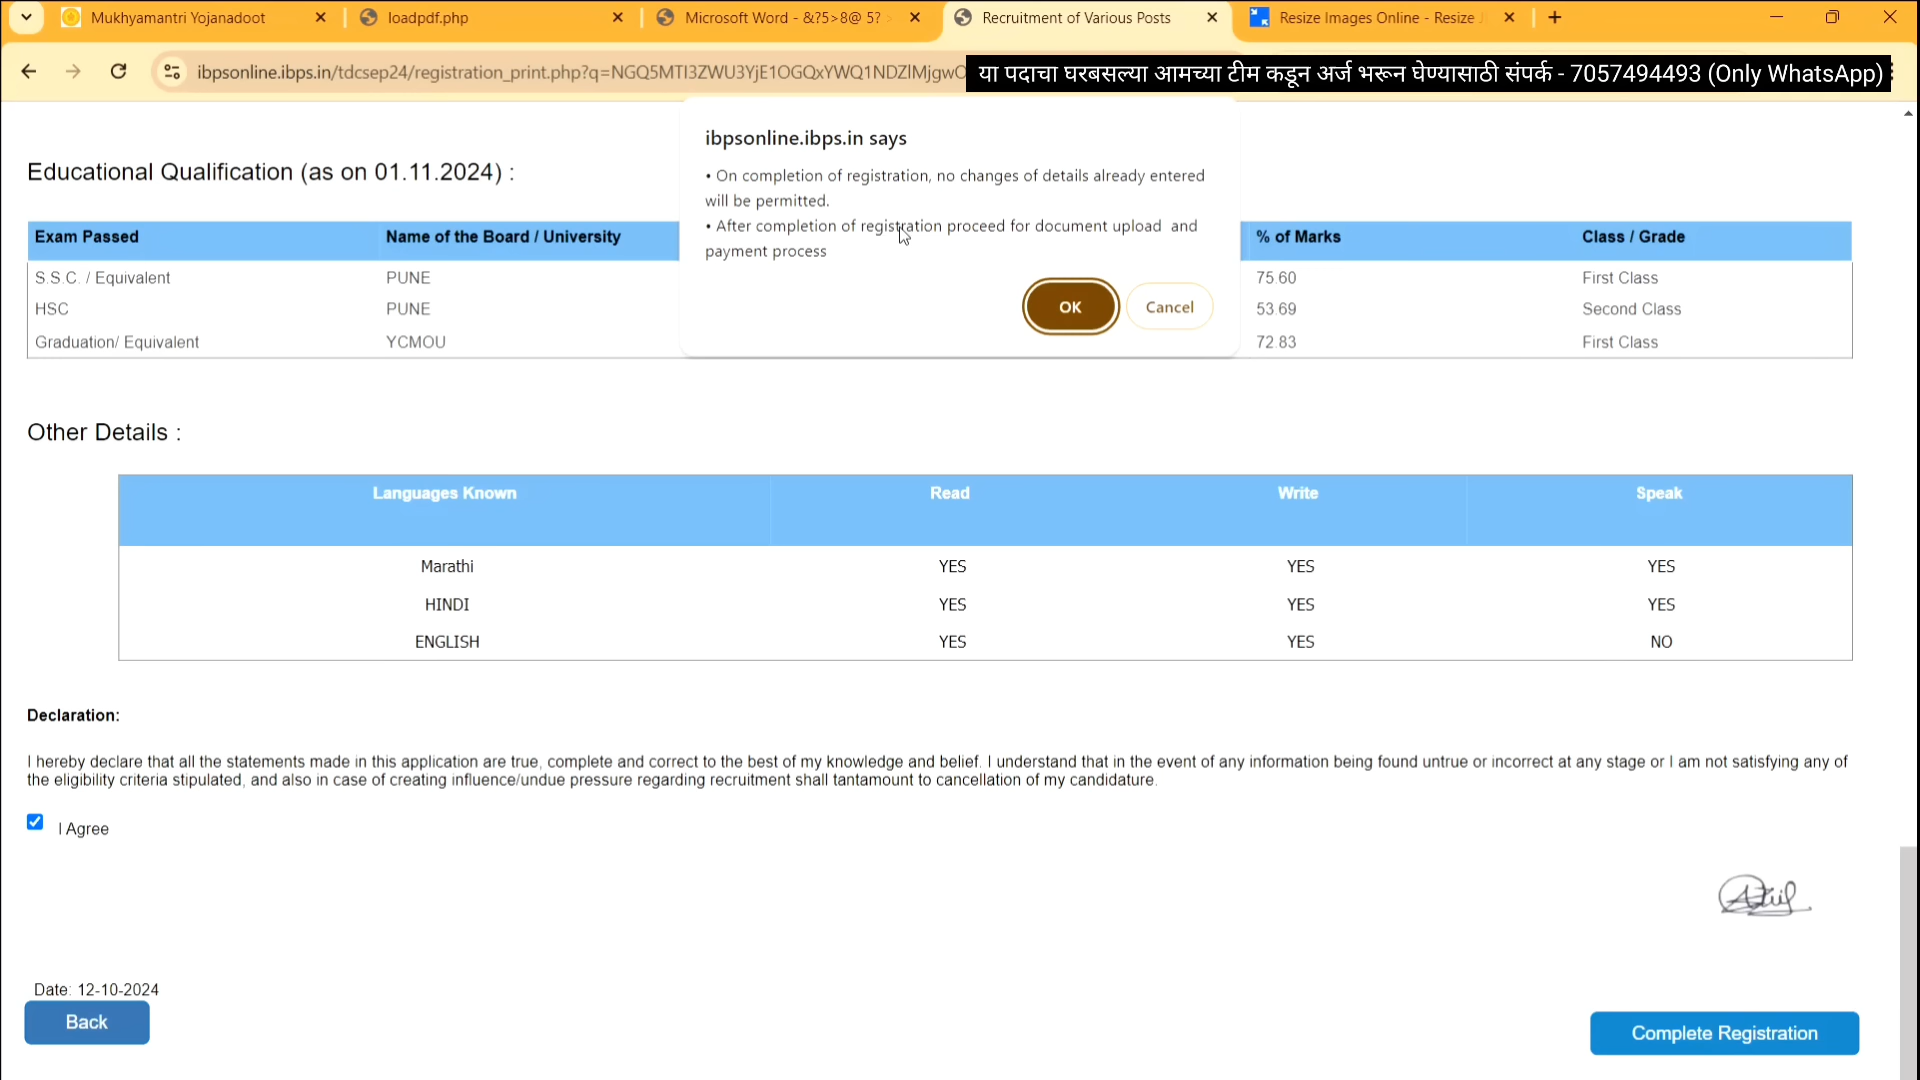 Mukhyamantri Yojanadoot
loadpdf.php
Microsoft Word - &?5>8@ 5?
Recruitment of Various Posts
Resize Images Online - Resize
ibpsonline.ibps.in/tdcsep24/registration_print.php?q=
या पदाचा घरबसल्या आमच्या टीम कडून अर्ज भरून घेण्यासाठी संपर्क - 7057494493 (Only WhatsApp)
ibpsonline.ibps.in says
• On completion of registration, no changes of details already entered
will be permitted.
• After completion of registration proceed for document upload and
payment process
OK
Cancel
Educational Qualification (as on 01.11.2024) :
Exam Passed Name of the Board / University % of Marks Class / Grade
S.S.C. / Equivalent PUNE 75.60 First Class
HSC PUNE 53.69 Second Class
Graduation/ Equivalent YCMOU 72.83 First Class
Other Details :
Languages Known Read Write Speak
Marathi YES YES YES
HINDI YES YES YES
ENGLISH YES YES NO
Declaration:
I hereby declare that all the statements made in this application are true, complete and correct to the best of my knowledge and belief. I understand that in the event of any information being found untrue or incorrect at any stage or I am not satisfying any of
the eligibility criteria stipulated, and also in case of creating influence/undue pressure regarding recruitment shall tantamount to cancellation of my candidature.
I Agree
Date: 12-10-2024
Back
Complete Registration